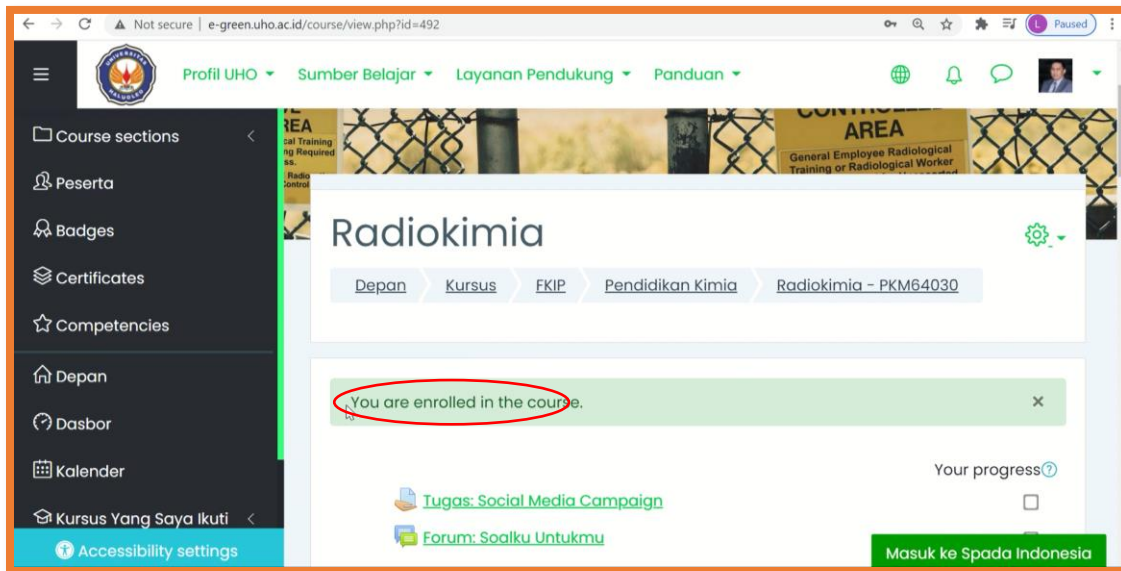 Not secure | e-green.uho.ac.id/course/view.php?id=492
L Paused
Profil UHO Sumber Belajar Layanan Pendukung Panduan
Course sections
Peserta
Badges
Certificates
Competencies
Depan
Dasbor
Kalender
Kursus Yang Saya Ikuti
Accessibility settings
AREA
General Employee Radiological
Training or Radiological Worker
Radiokimia
Depan Kursus FKIP Pendidikan Kimia Radiokimia - PKM64030
You are enrolled in the course. ×
Your progress
Tugas: Social Media Campaign
Forum: Soalku Untukmu
Masuk ke Spada Indonesia